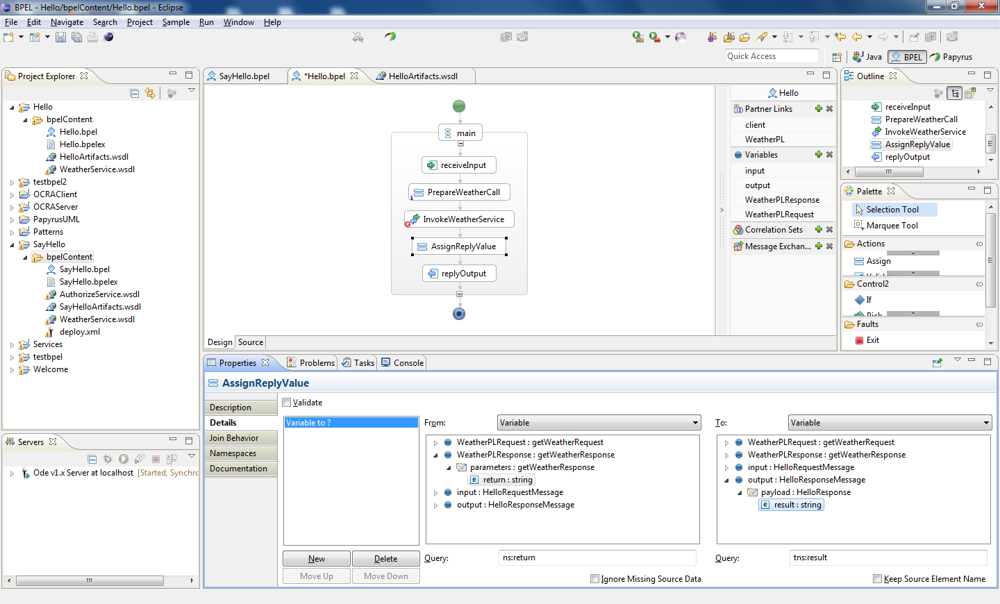 BPEL - Hello/bpelContent/Hello.bpel - Eclipse
File Edit Navigate Search Project Sample Run Window Help
Quick Access
Java BPEL Papyrus
Project Explorer
Hello
bpelContent
Hello.bpel
Hello.bpelex
HelloArtifacts.wsdl
WeatherService.wsdl
testbpel2
OCRAClient
OCRAServer
PapyrusUML
Patterns
SayHello
bpelContent
SayHello.bpel
SayHello.bpelex
AuthorizeService.wsdl
SayHelloArtifacts.wsdl
WeatherService.wsdl
deploy.xml
Services
testbpel
Welcome
Servers
Ode v1.x Server at localhost [Started, Synchro
SayHello.bpel *Hello.bpel HelloArtifacts.wsdl
main
receiveInput
PrepareWeatherCall
InvokeWeatherService
AssignReplyValue
replyOutput
Design Source
Hello
Partner Links
client
WeatherPL
Variables
input
output
WeatherPLResponse
WeatherPLRequest
Correlation Sets
Message Exchan...
Outline
receiveInput
PrepareWeatherCall
InvokeWeatherService
AssignReplyValue
replyOutput
Palette
Selection Tool
Marquee Tool
Actions
Assign
Control2
If
Pick
Faults
Exit
Properties Problems Tasks Console
AssignReplyValue
Description
Details
Join Behavior
Namespaces
Documentation
Validate
Variable to ?
New Delete
Move Up Move Down
From: Variable
WeatherPLRequest : getWeatherRequest
WeatherPLResponse : getWeatherResponse
parameters : getWeatherResponse
return : string
input : HelloRequestMessage
output : HelloResponseMessage
Query: ns:return
Ignore Missing Source Data
To: Variable
WeatherPLRequest : getWeatherRequest
WeatherPLResponse : getWeatherResponse
input : HelloRequestMessage
output : HelloResponseMessage
payload : HelloResponse
result : string
Query: tns:result
Keep Source Element Name